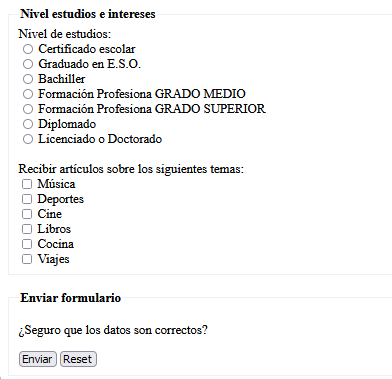 Nivel estudios e intereses
Nivel de estudios:
Certificado escolar
Graduado en E.S.O.
Bachiller
Formación Profesiona GRADO MEDIO
Formación Profesiona GRADO SUPERIOR
Diplomado
Licenciado o Doctorado
Recibir artículos sobre los siguientes temas:
Música
Deportes
Cine
Libros
Cocina
Viajes
Enviar formulario
¿Seguro que los datos son correctos?
Enviar Reset